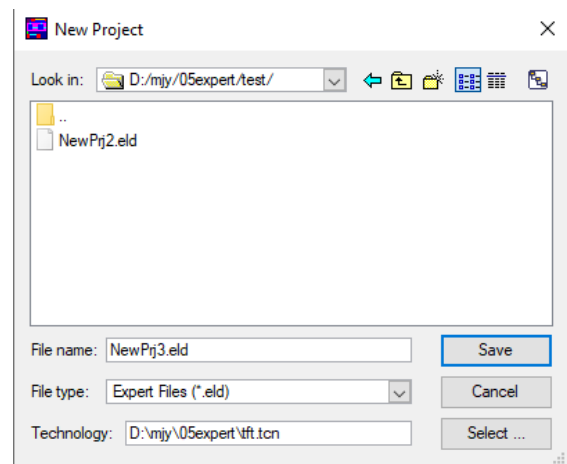 New Project
Look in: D:/mjy/05expert/test/
..
NewPrj2.eld
File name: NewPrj3.eld Save
File type: Expert Files (*.eld) Cancel
Technology: D:\mjy\05expert\tft.tcn Select ...